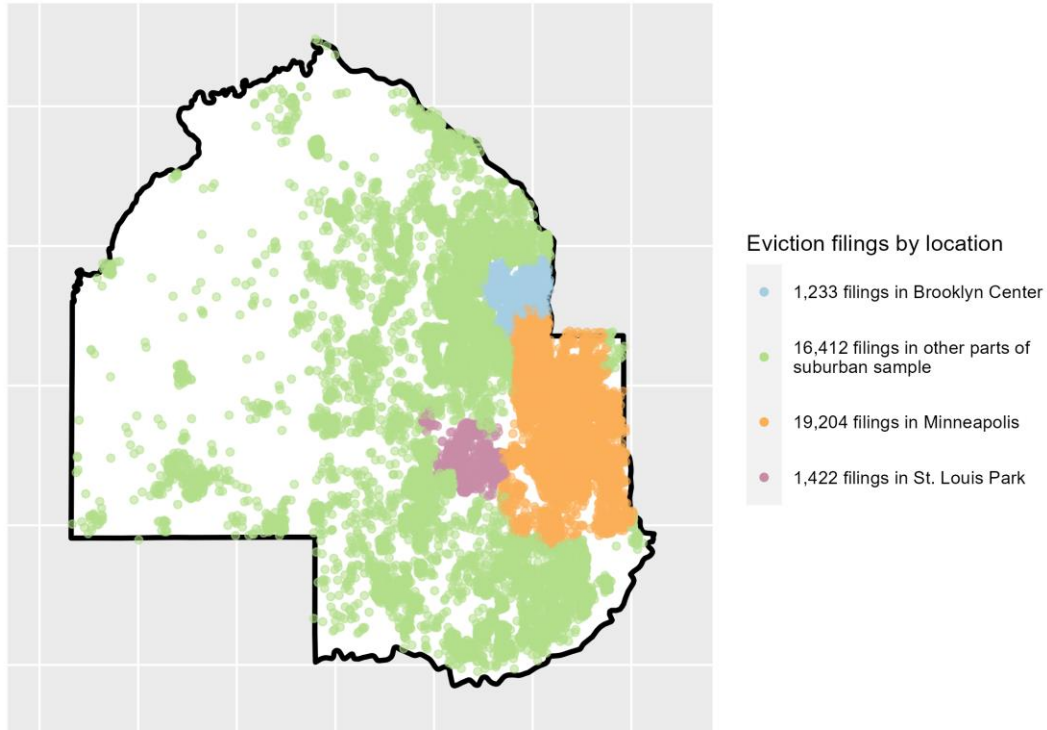 Eviction filings by location
1,233 filings in Brooklyn Center
16,412 filings in other parts of
suburban sample
19,204 filings in Minneapolis
1,422 filings in St. Louis Park